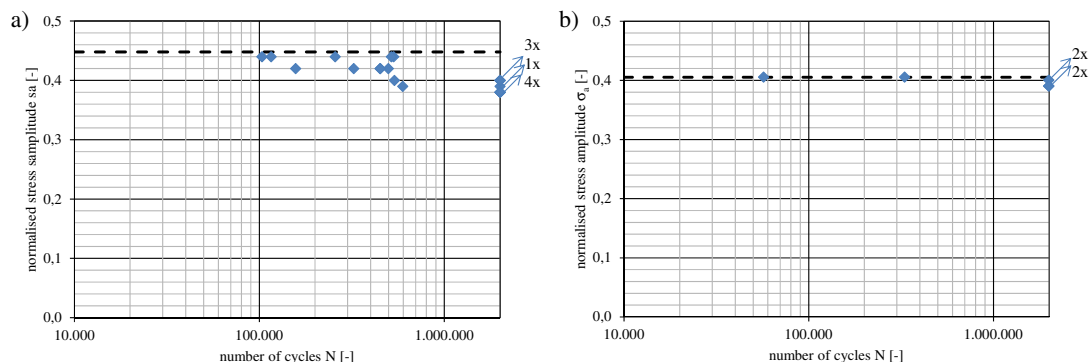 a)
normalised stress samplitude sa [-]
0,5
0,4
0,3
0,2
0,1
0,0
10.000
100.000
1.000.000
number of cycles N [-]
3x
1x
4x
b)
normalised stress amplitude σa [-]
0,5
0,4
0,3
0,2
0,1
0,0
10.000
100.000
1.000.000
number of cycles N [-]
2x
2x